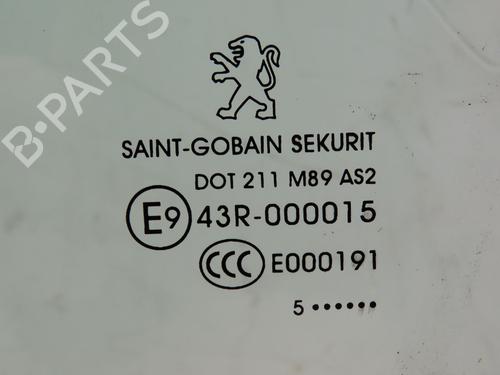 B-PARTS
SAINT-GOBAIN SEKURIT
DOT 211 M89 AS2
E9 43R-000015
CCC E000191
5 ••••••